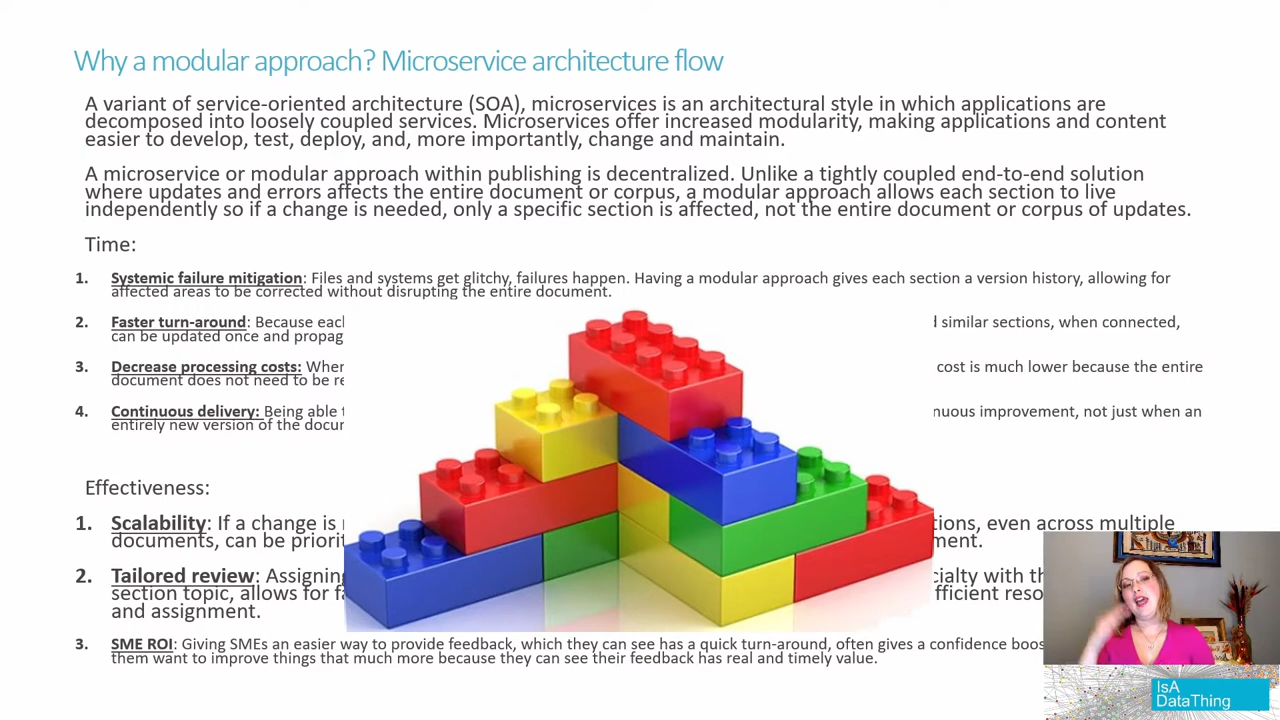 Why a modular approach? Microservice architecture flow
A variant of service-oriented architecture (SOA), microservices is an architectural style in which applications are
decomposed into loosely coupled services. Microservices offer increased modularity, making applications and content
easier to develop, test, deploy, and, more importantly, change and maintain.
A microservice or modular approach within publishing is decentralized. Unlike a tightly coupled end-to-end solution
where updates and errors affects the entire document or corpus, a modular approach allows each section to live
independently so if a change is needed, only a specific section is affected, not the entire document or corpus of updates.
Time:
1. Systemic failure mitigation: Files and systems get glitchy, failures happen. Having a modular approach gives each section a version history, allowing for
affected areas to be corrected without disrupting the entire document.
2. Faster turn-around: Because each similar sections, when connected,
can be updated once and propag
3. Decrease processing costs: When cost is much lower because the entire
document does not need to be re
4. Continuous delivery: Being able nuous improvement, not just when an
entirely new version of the docum
Effectiveness:
1. Scalability: If a change is tions, even across multiple
documents, can be priorit ment.
2. Tailored review: Assigning cialty with th
section topic, allows for fa fficient reso
and assignment.
3. SME ROI: Giving SMEs an easier way to provide feedback, which they can see has a quick turn-around, often gives a confidence boos
them want to improve things that much more because they can see their feedback has real and timely value.
IsA
DataThing